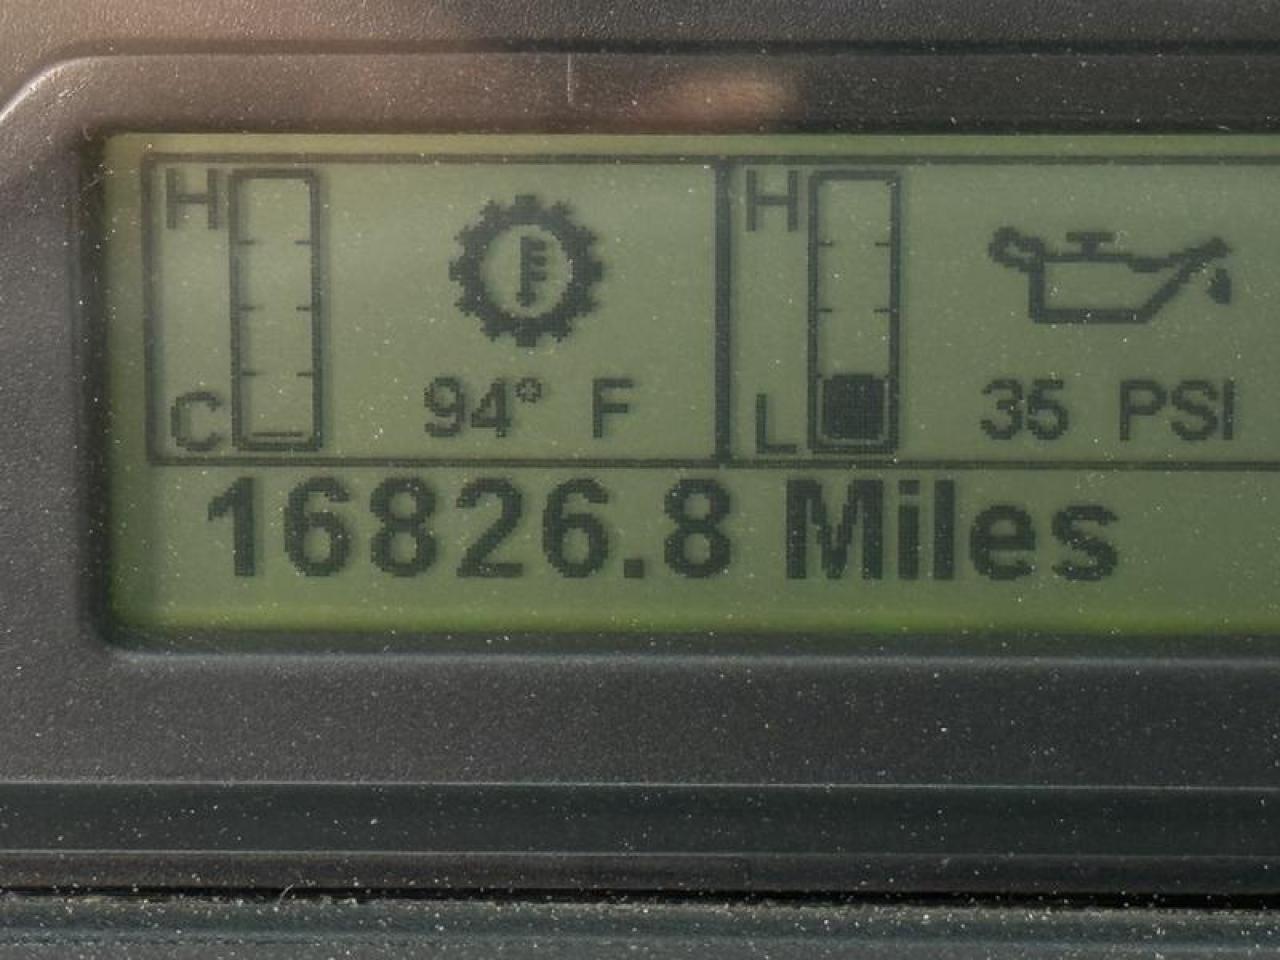 H H
C 94° F L 35 PSI
16826.8 Miles